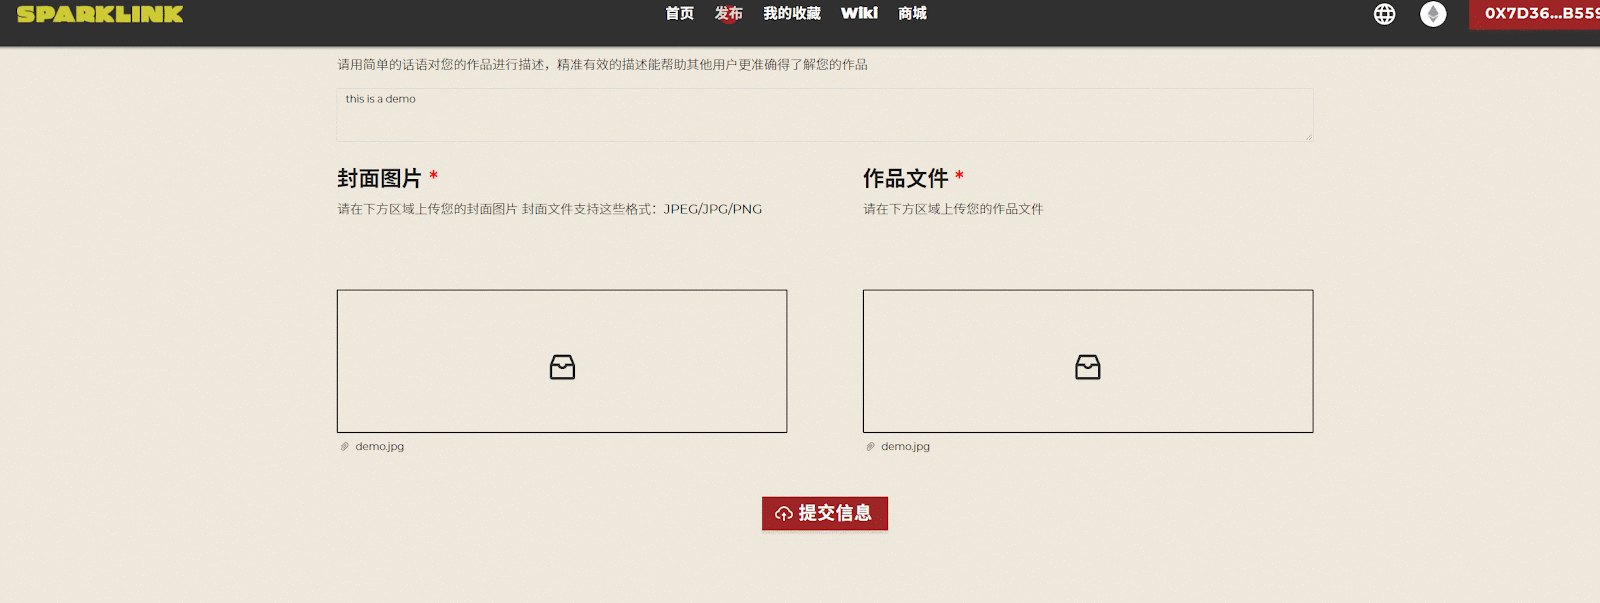 SPARKLINK
首页 发布 我的收藏 Wiki 商城
0X7D36...B559
请用简单的话语对您的作品进行描述，精准有效的描述能帮助其他用户更准确得了解您的作品
this is a demo
封面图片 *
请在下方区域上传您的封面图片 封面文件支持这些格式：JPEG/JPG/PNG
demo.jpg
作品文件 *
请在下方区域上传您的作品文件
demo.jpg
提交信息